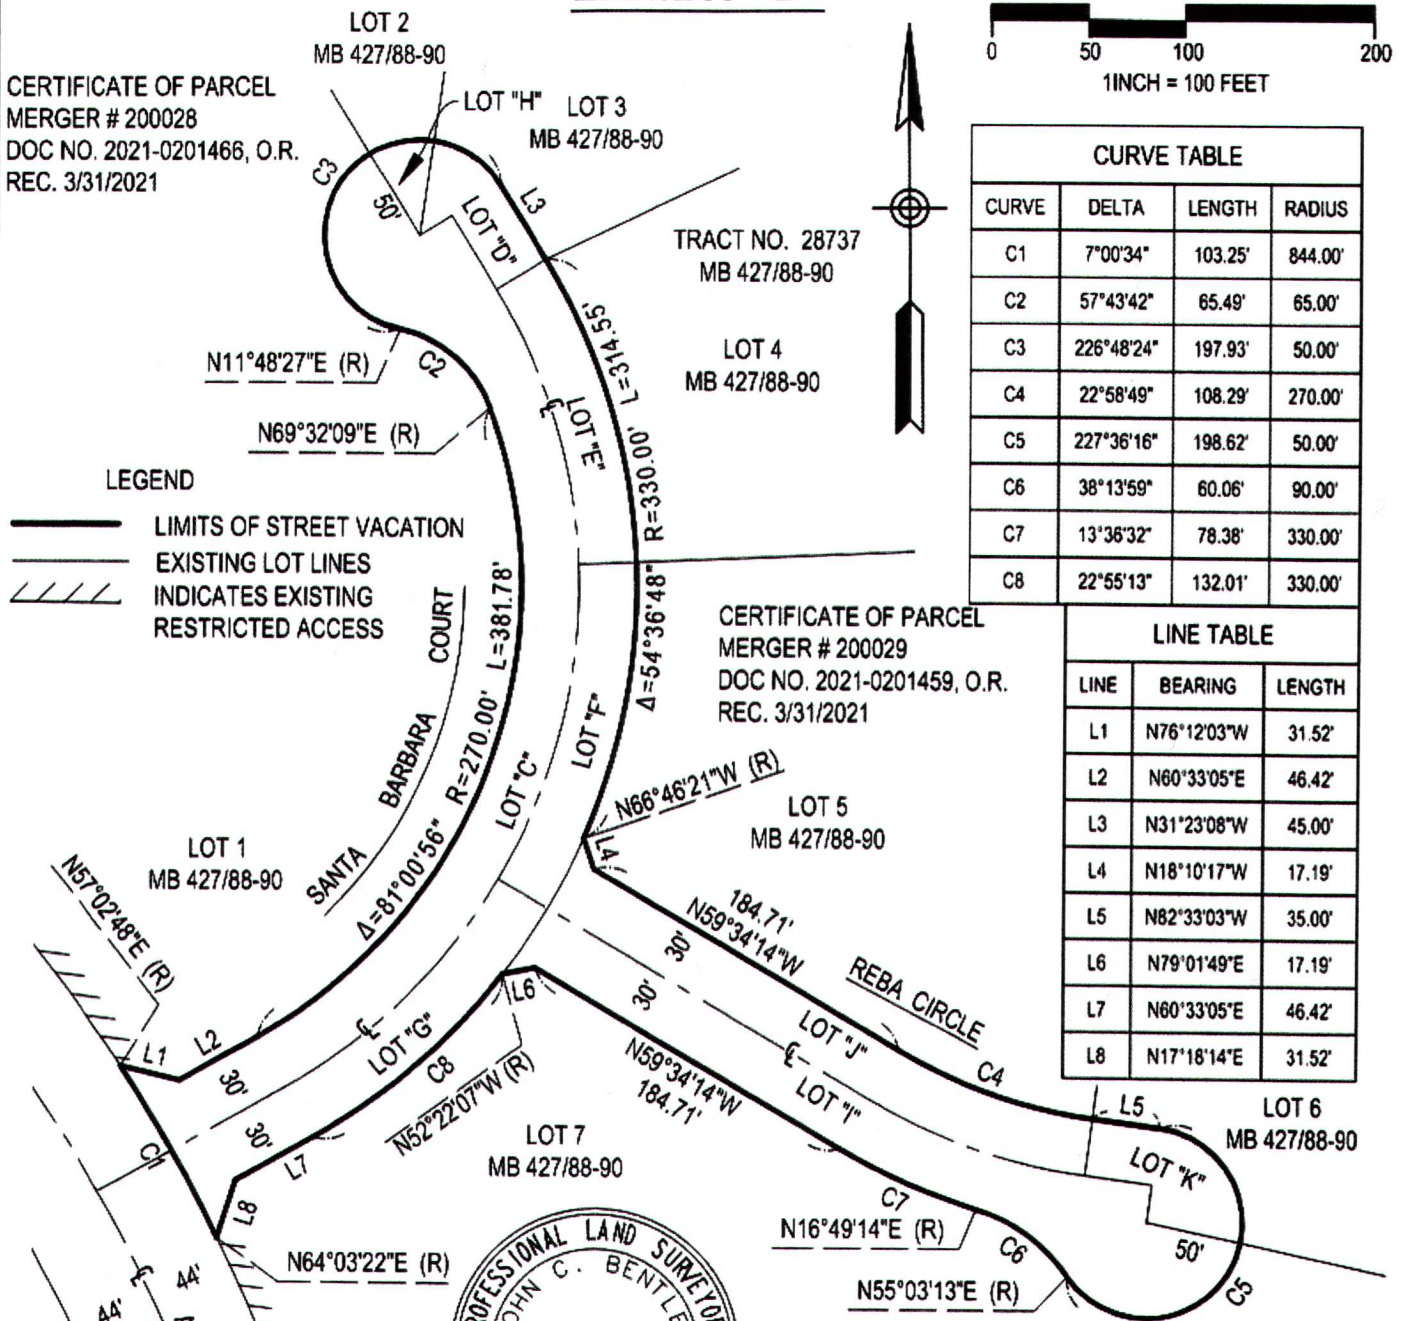 LOT 2
MB 427/88-90
CERTIFICATE OF PARCEL
MERGER # 200028
DOC NO. 2021-0201466, O.R.
REC. 3/31/2021
LOT "H"
LOT 3
MB 427/88-90
0 50 100 200
1INCH = 100 FEET
C3
50'
L3
LOT "D"
TRACT NO. 28737
MB 427/88-90
LOT 4
MB 427/88-90
N11°48'27"E (R)
C2
N69°32'09"E (R)
LOT "E"
Δ=54°36'48" R=330.00' L=314.55'
CURVE TABLE
CURVE DELTA LENGTH RADIUS
C1 7°00'34" 103.25' 844.00'
C2 57°43'42" 65.49' 65.00'
C3 226°48'24" 197.93' 50.00'
C4 22°58'49" 108.29' 270.00'
C5 227°36'16" 198.62' 50.00'
C6 38°13'59" 60.06' 90.00'
C7 13°36'32" 78.38' 330.00'
C8 22°55'13" 132.01' 330.00'
LEGEND
LIMITS OF STREET VACATION
EXISTING LOT LINES
INDICATES EXISTING
RESTRICTED ACCESS
SANTA BARBARA COURT
Δ=81°00'56" R=270.00' L=381.78'
CERTIFICATE OF PARCEL
MERGER # 200029
DOC NO. 2021-0201459, O.R.
REC. 3/31/2021
LINE TABLE
LINE BEARING LENGTH
L1 N76°12'03"W 31.52'
L2 N60°33'05"E 46.42'
L3 N31°23'08"W 45.00'
L4 N18°10'17"W 17.19'
L5 N82°33'03"W 35.00'
L6 N79°01'49"E 17.19'
L7 N60°33'05"E 46.42'
L8 N17°18'14"E 31.52'
LOT "F"
LOT "C"
N66°46'21"W (R)
LOT 5
MB 427/88-90
L4
LOT 1
MB 427/88-90
N57°02'48"E (R)
184.71'
N59°34'14"W
30'
30'
REBA CIRCLE
L6
LOT "J"
LOT "I"
L1
L2
30'
LOT "G"
C8
N59°34'14"W
184.71'
C4
L5
LOT 6
MB 427/88-90
N52°22'07"W (R)
30'
LOT 7
MB 427/88-90
C1
L7
L8
LOT "K"
C7
N16°49'14"E (R)
C6
50'
N64°03'22"E (R)
N55°03'13"E (R)
C5
44'
44'
PROFESSIONAL LAND SURVEYOR
JOHN C. BENTLE